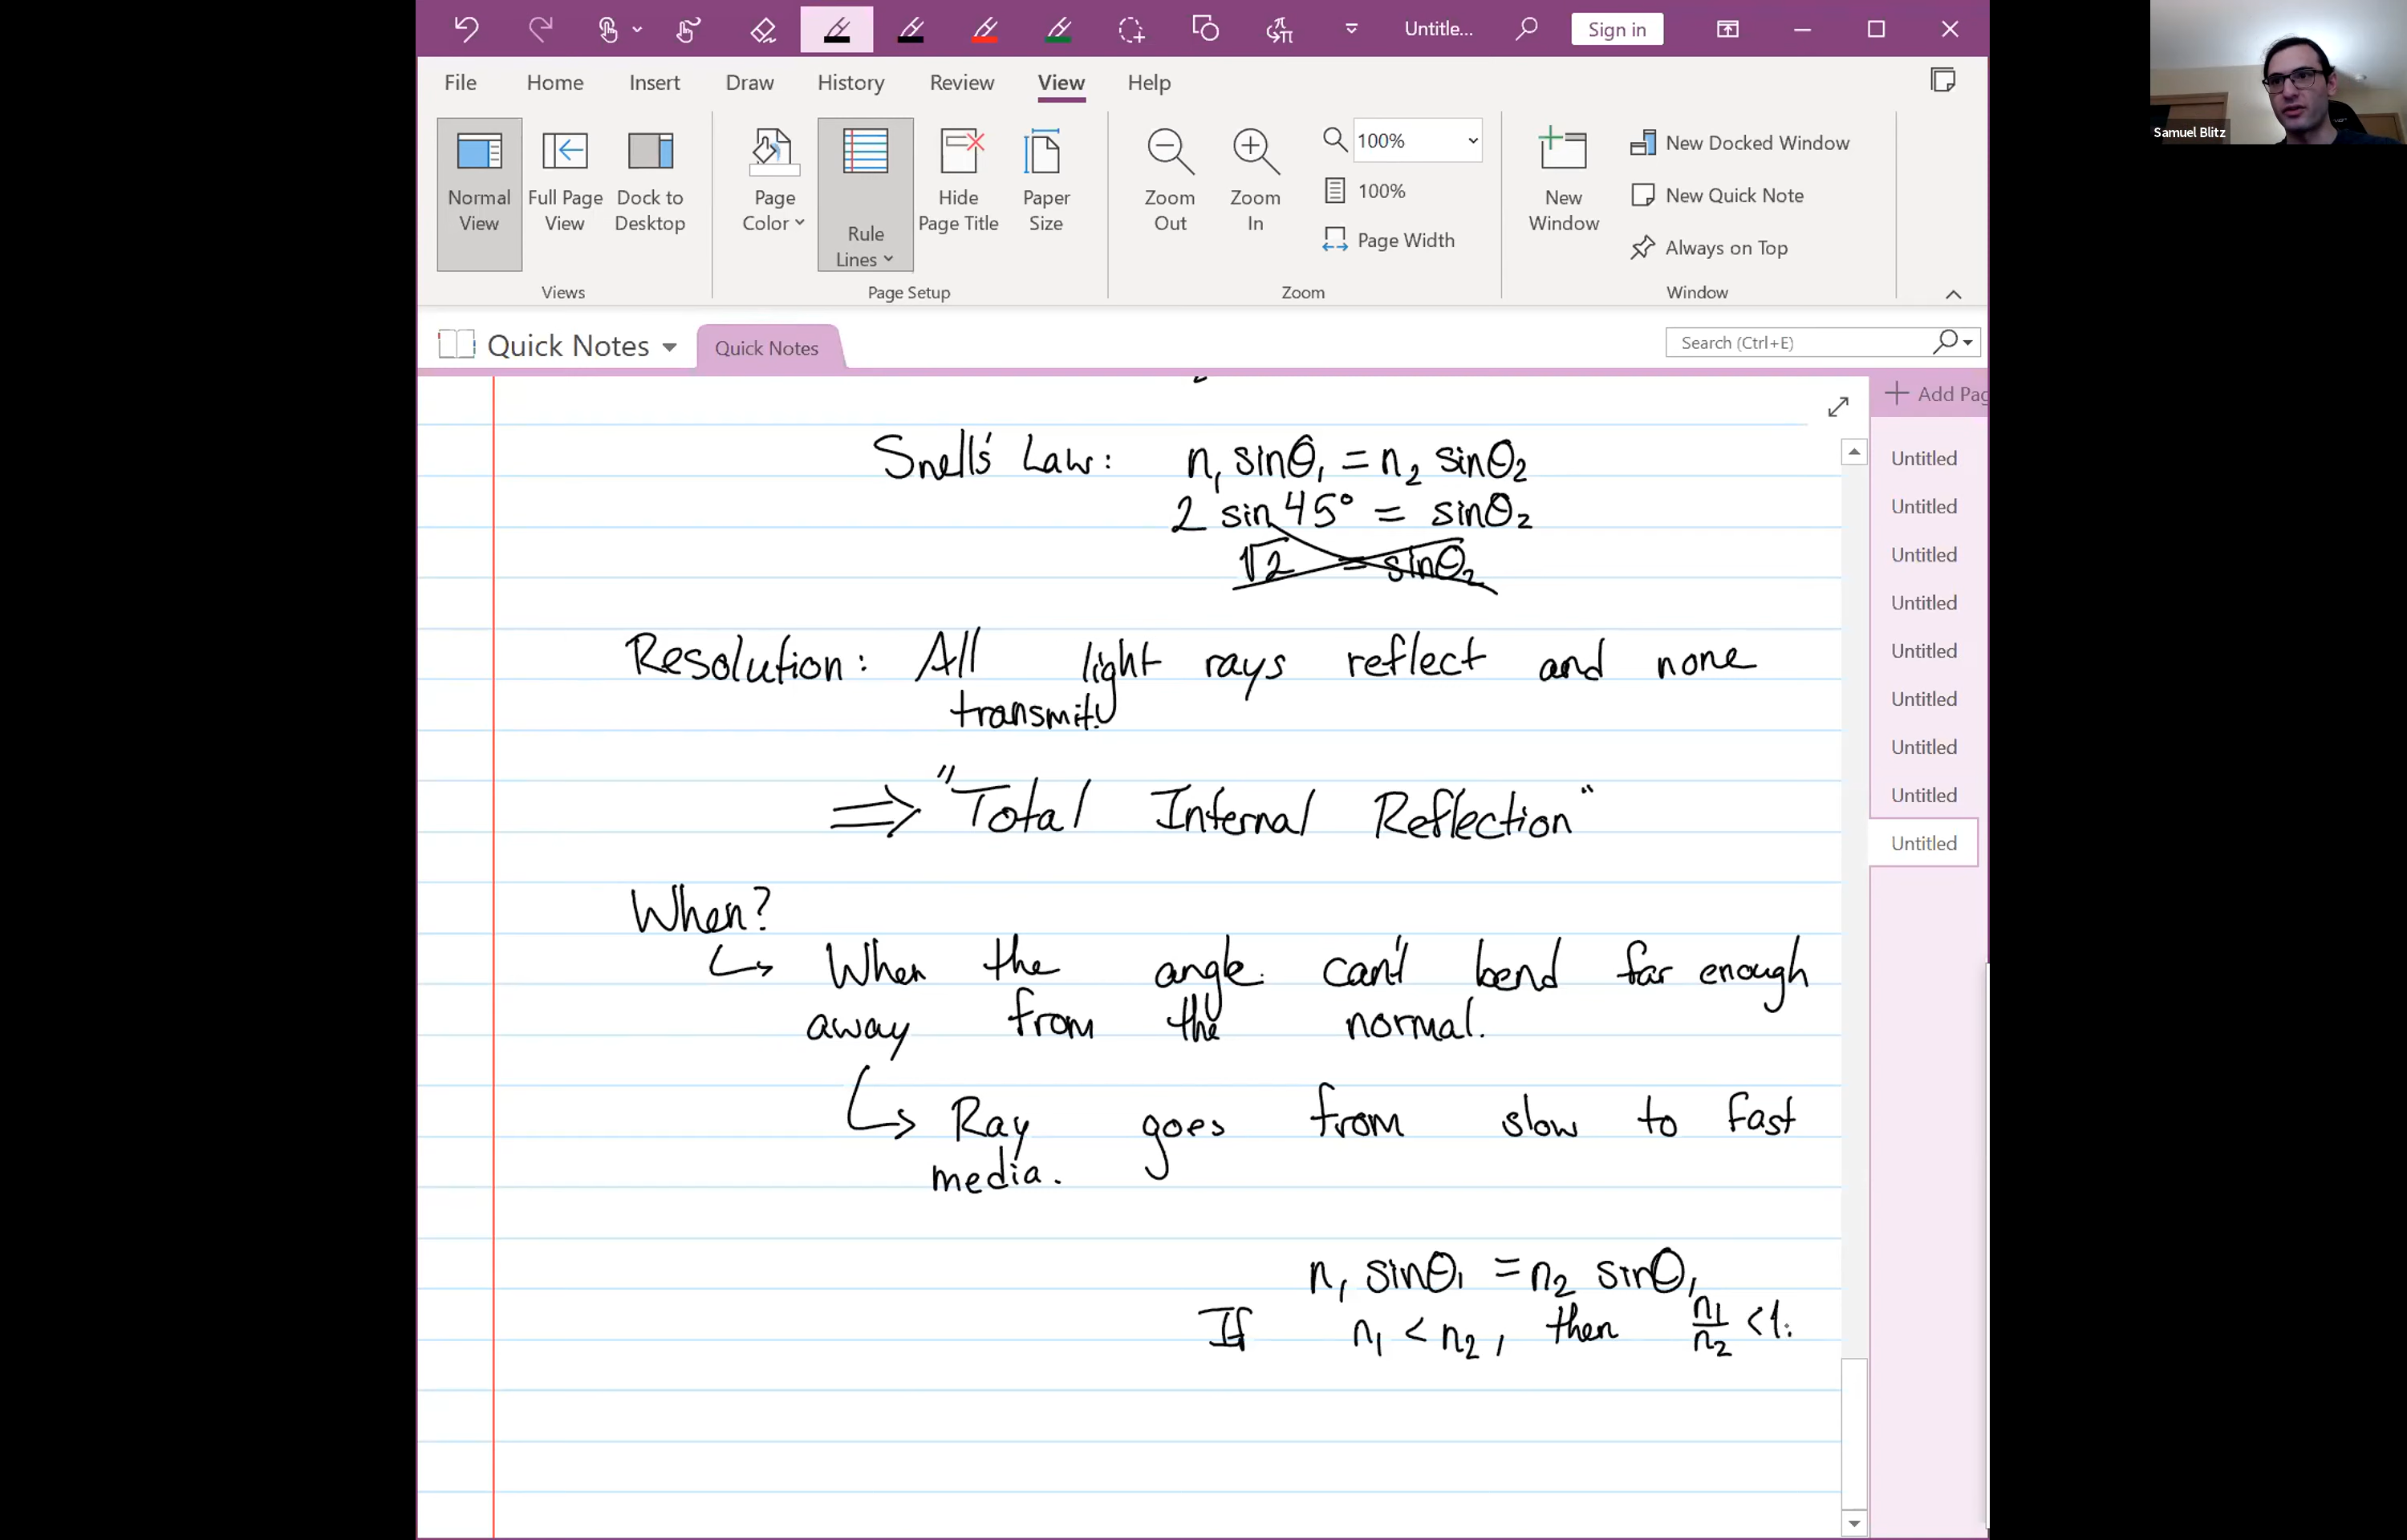 Untitle...
Sign in
File Home Insert Draw History Review View Help
Normal View
Full Page View
Dock to Desktop
Views
Page Color
Rule Lines
Hide Page Title
Paper Size
Page Setup
Zoom Out
Zoom In
100%
100%
Page Width
Zoom
New Window
New Docked Window
New Quick Note
Always on Top
Window
Quick Notes
Quick Notes
Search (Ctrl+E)
Add Pag
Untitled
Untitled
Untitled
Untitled
Untitled
Untitled
Untitled
Untitled
Untitled
Snell's Law: n₁ sinθ₁ = n₂ sinθ₂
2 sin 45° = sinθ₂
√2 = sinθ₂
Resolution: All light rays reflect and none
transmit.
⇒ "Total Internal Reflection"
When?
↳ When the angle can't bend far enough
away from the normal.
↳ Ray goes from slow to fast
media.
n₁ sinθ₁ = n₂ sinθ₁
If n₁ < n₂, then n₁/n₂ < 1.
Samuel Blitz